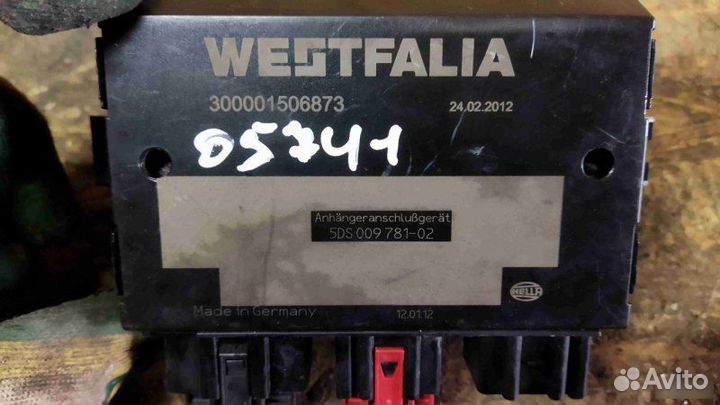 WESTFALIA
300001506873
24.02.2012
05741
Anhängeranschlußgerät
5DS 009 781-02
HELLA
Made in Germany
12.01.12
Avito